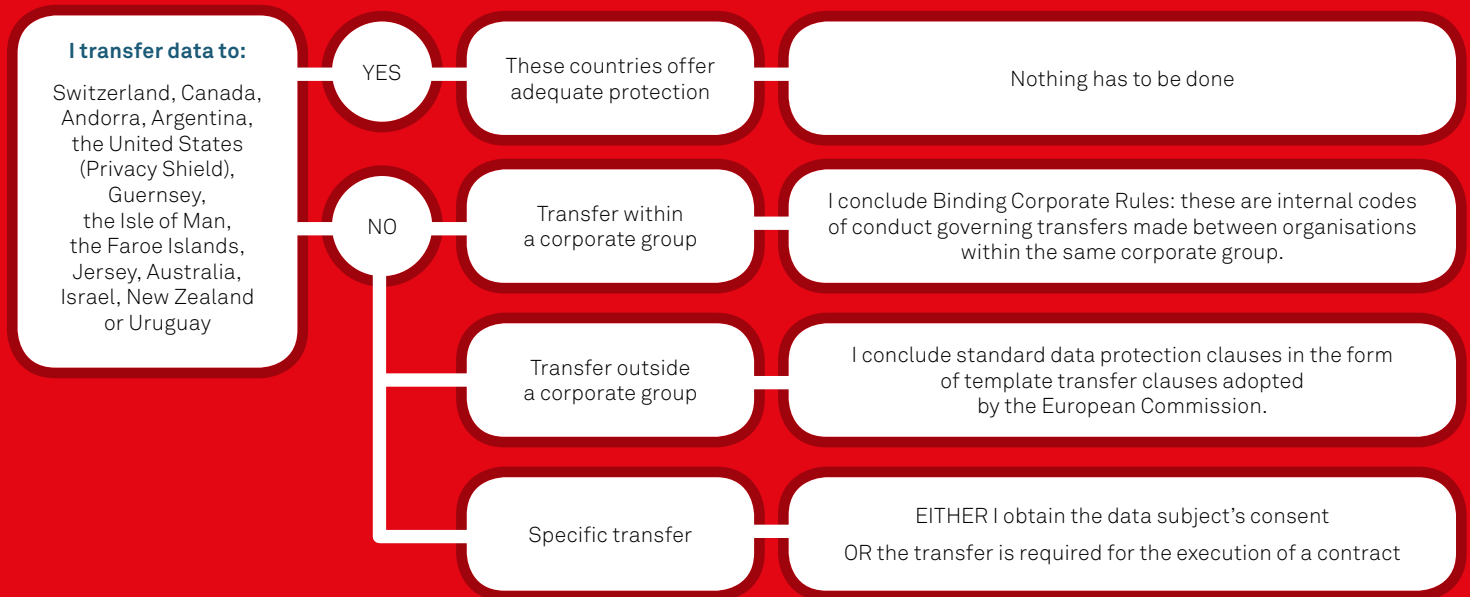 I transfer data to:
Switzerland, Canada,
Andorra, Argentina,
the United States
(Privacy Shield),
Guernsey,
the Isle of Man,
the Faroe Islands,
Jersey, Australia,
Israel, New Zealand
or Uruguay
YES
These countries offer
adequate protection
Nothing has to be done
NO
Transfer within
a corporate group
I conclude Binding Corporate Rules: these are internal codes
of conduct governing transfers made between organisations
within the same corporate group.
Transfer outside
a corporate group
I conclude standard data protection clauses in the form
of template transfer clauses adopted
by the European Commission.
Specific transfer
EITHER I obtain the data subject’s consent
OR the transfer is required for the execution of a contract